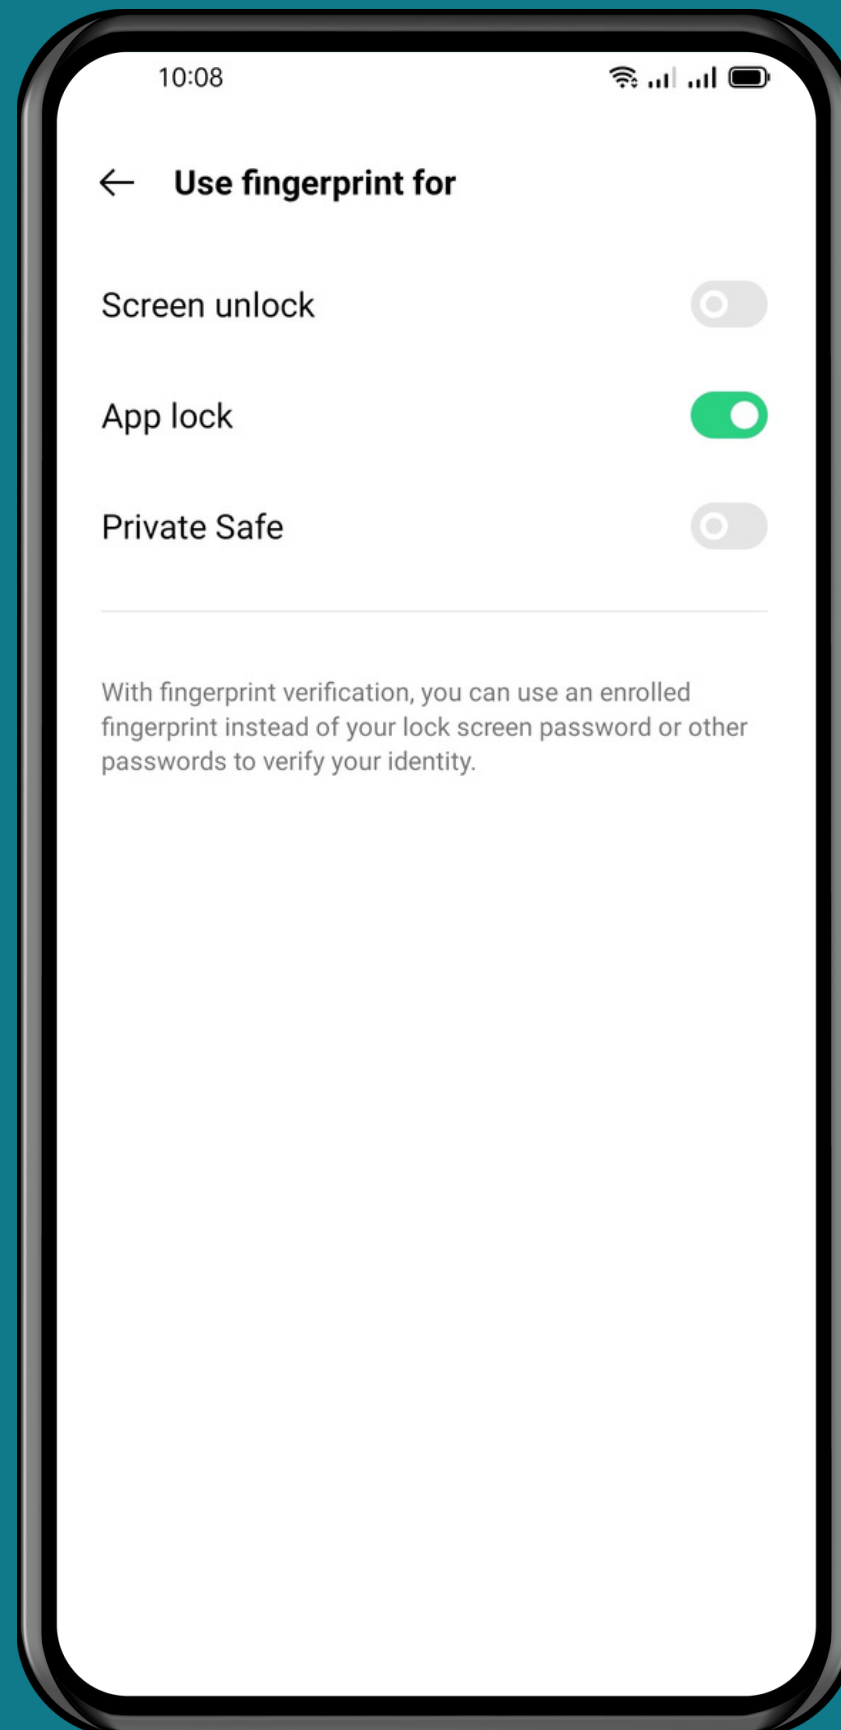 10:08
Use fingerprint for
Screen unlock
App lock
Private Safe
With fingerprint verification, you can use an enrolled
fingerprint instead of your lock screen password or other
passwords to verify your identity.